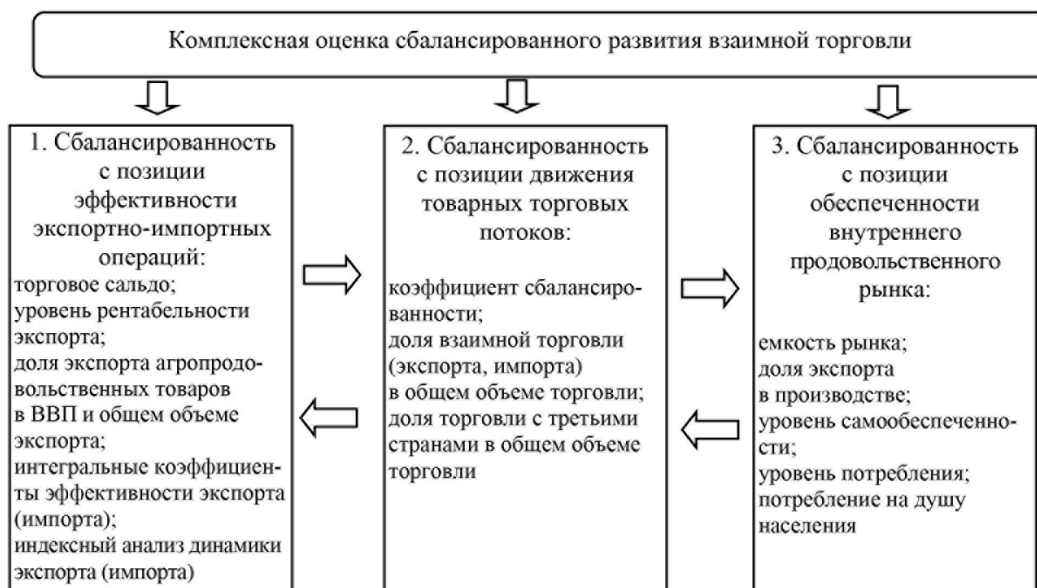 Комплексная оценка сбалансированного развития взаимной торговли
1. Сбалансированность
с позиции
эффективности
экспортно-импортных
операций:
торговое сальдо;
уровень рентабельности
экспорта;
доля экспорта агропродо-
вольственных товаров
в ВВП и общем объеме
экспорта;
интегральные коэффициен-
ты эффективности экспорта
(импорта);
индексный анализ динамики
экспорта (импорта)
2. Сбалансированность
с позиции движения
товарных торговых
потоков:
коэффициент сбалансиро-
ванности;
доля взаимной торговли
(экспорта, импорта)
в общем объеме торговли;
доля торговли с третьими
странами в общем объеме
торговли
3. Сбалансированность
с позиции
обеспеченности
внутреннего
продовольственного
рынка:
емкость рынка;
доля экспорта
в производстве;
уровень самообеспеченно-
сти;
уровень потребления;
потребление на душу
населения